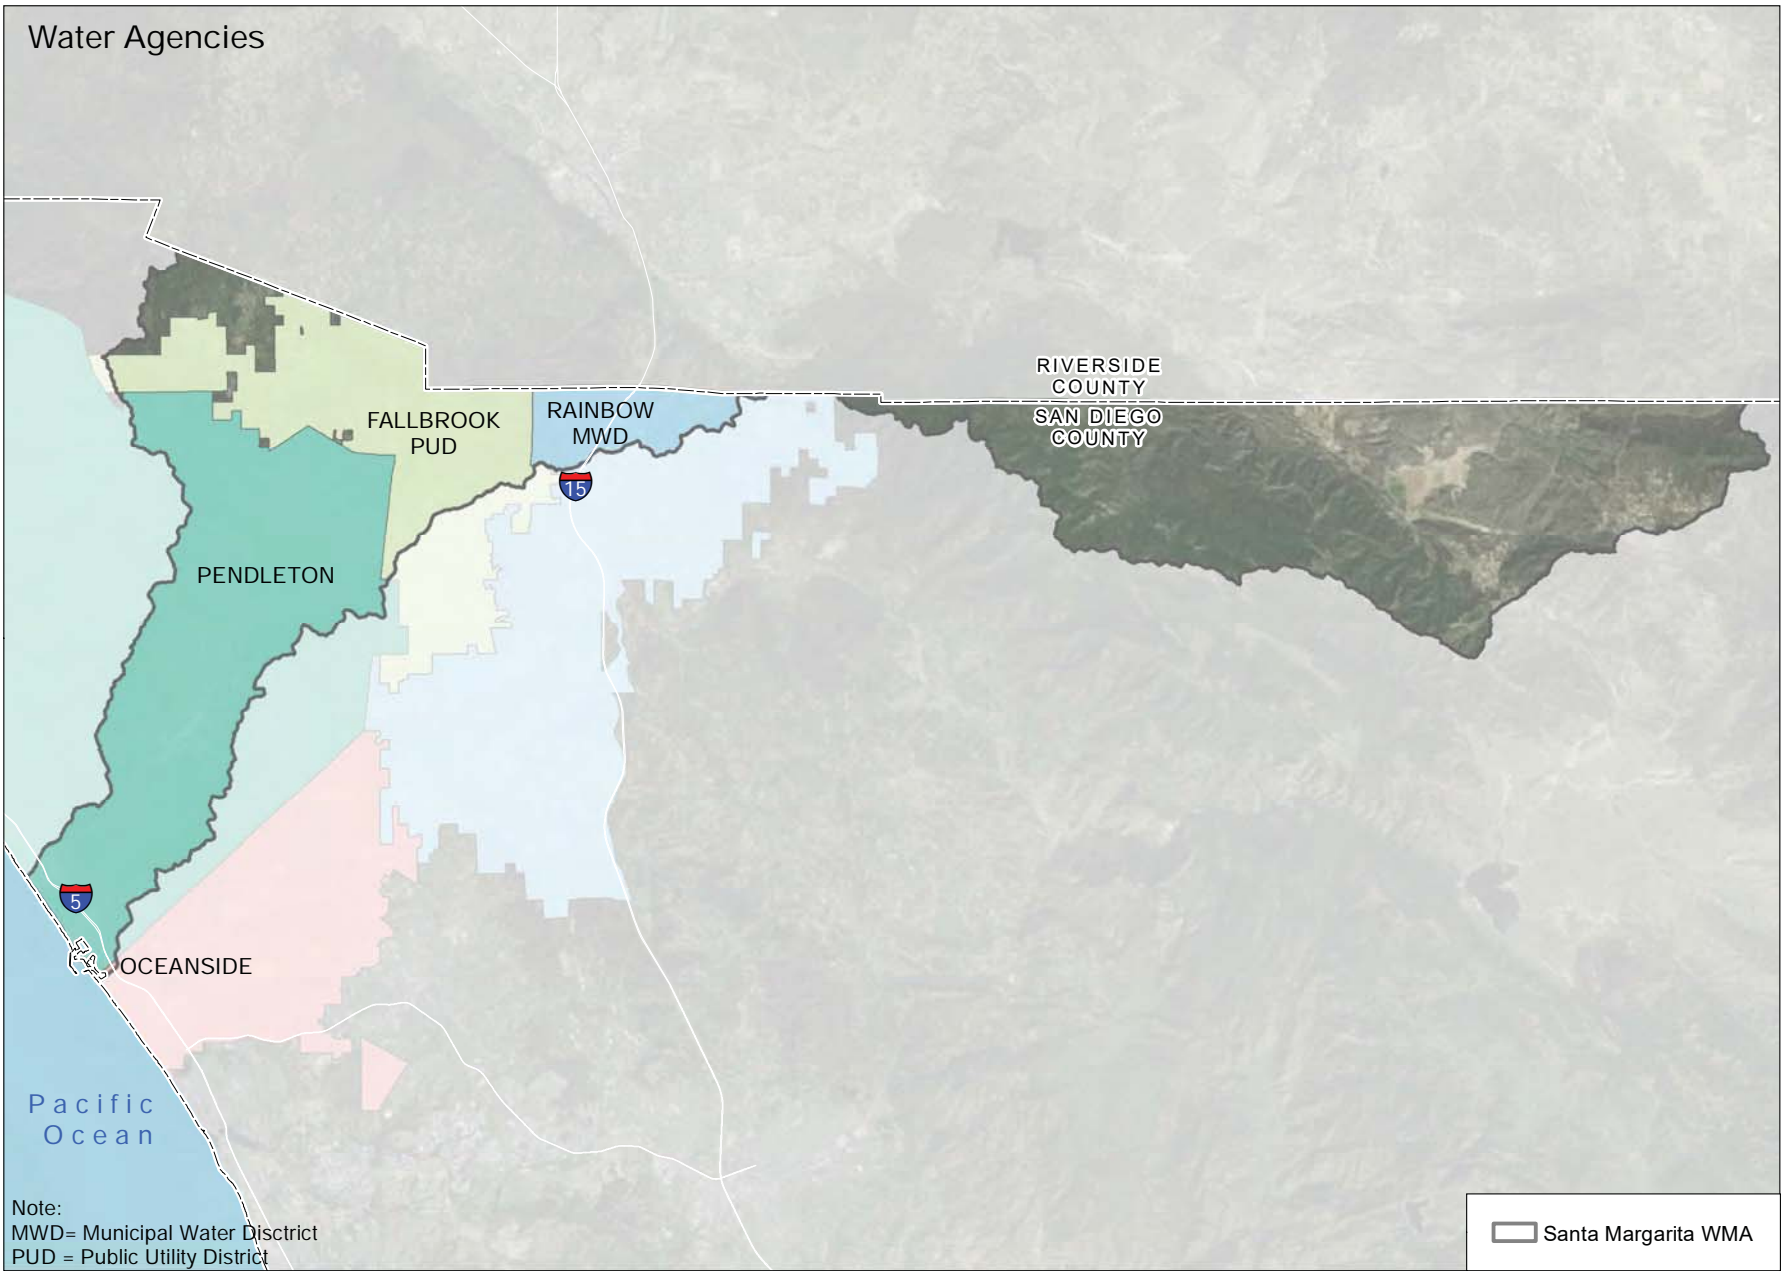 Water Agencies
RIVERSIDE
COUNTY
SAN DIEGO
COUNTY
FALLBROOK
PUD
RAINBOW
MWD
15
PENDLETON
5
OCEANSIDE
Pacific
Ocean
Note:
MWD= Municipal Water Disctrict
PUD = Public Utility District
Santa Margarita WMA